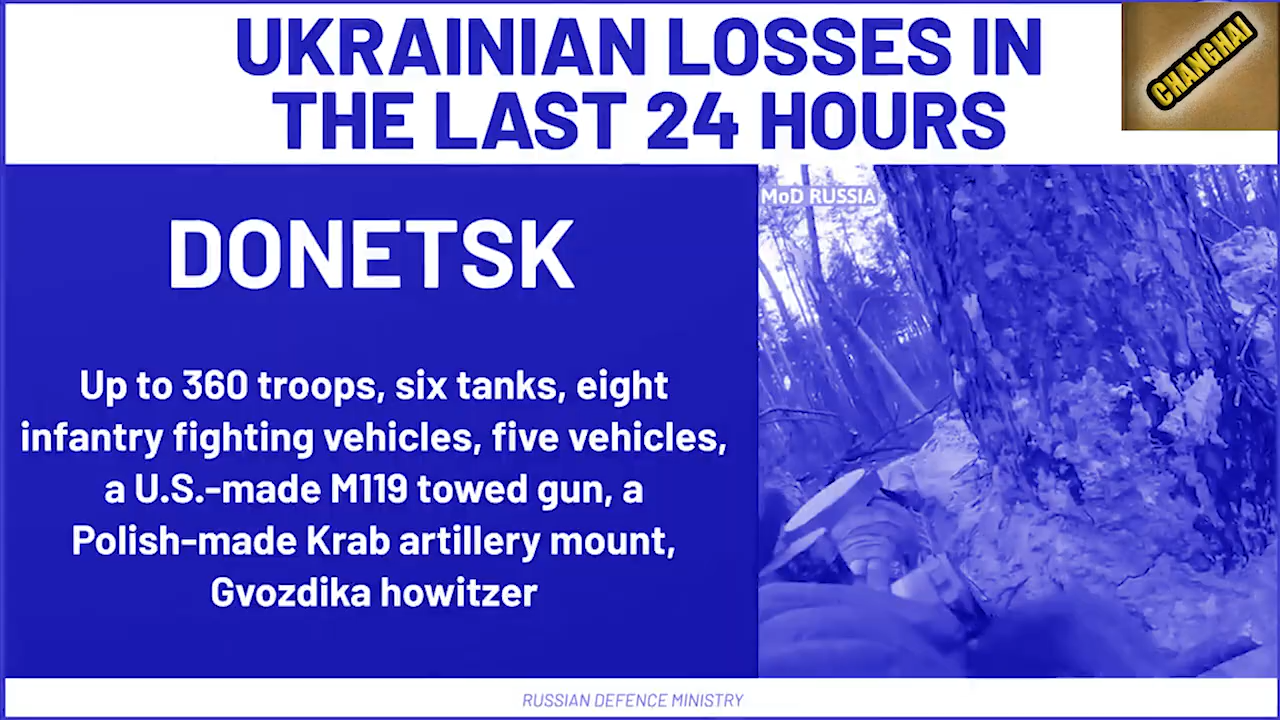 UKRAINIAN LOSSES IN
THE LAST 24 HOURS
CHANGHAI
DONETSK
MoD RUSSIA
Up to 360 troops, six tanks, eight
infantry fighting vehicles, five vehicles,
a U.S.-made M119 towed gun, a
Polish-made Krab artillery mount,
Gvozdika howitzer
RUSSIAN DEFENCE MINISTRY